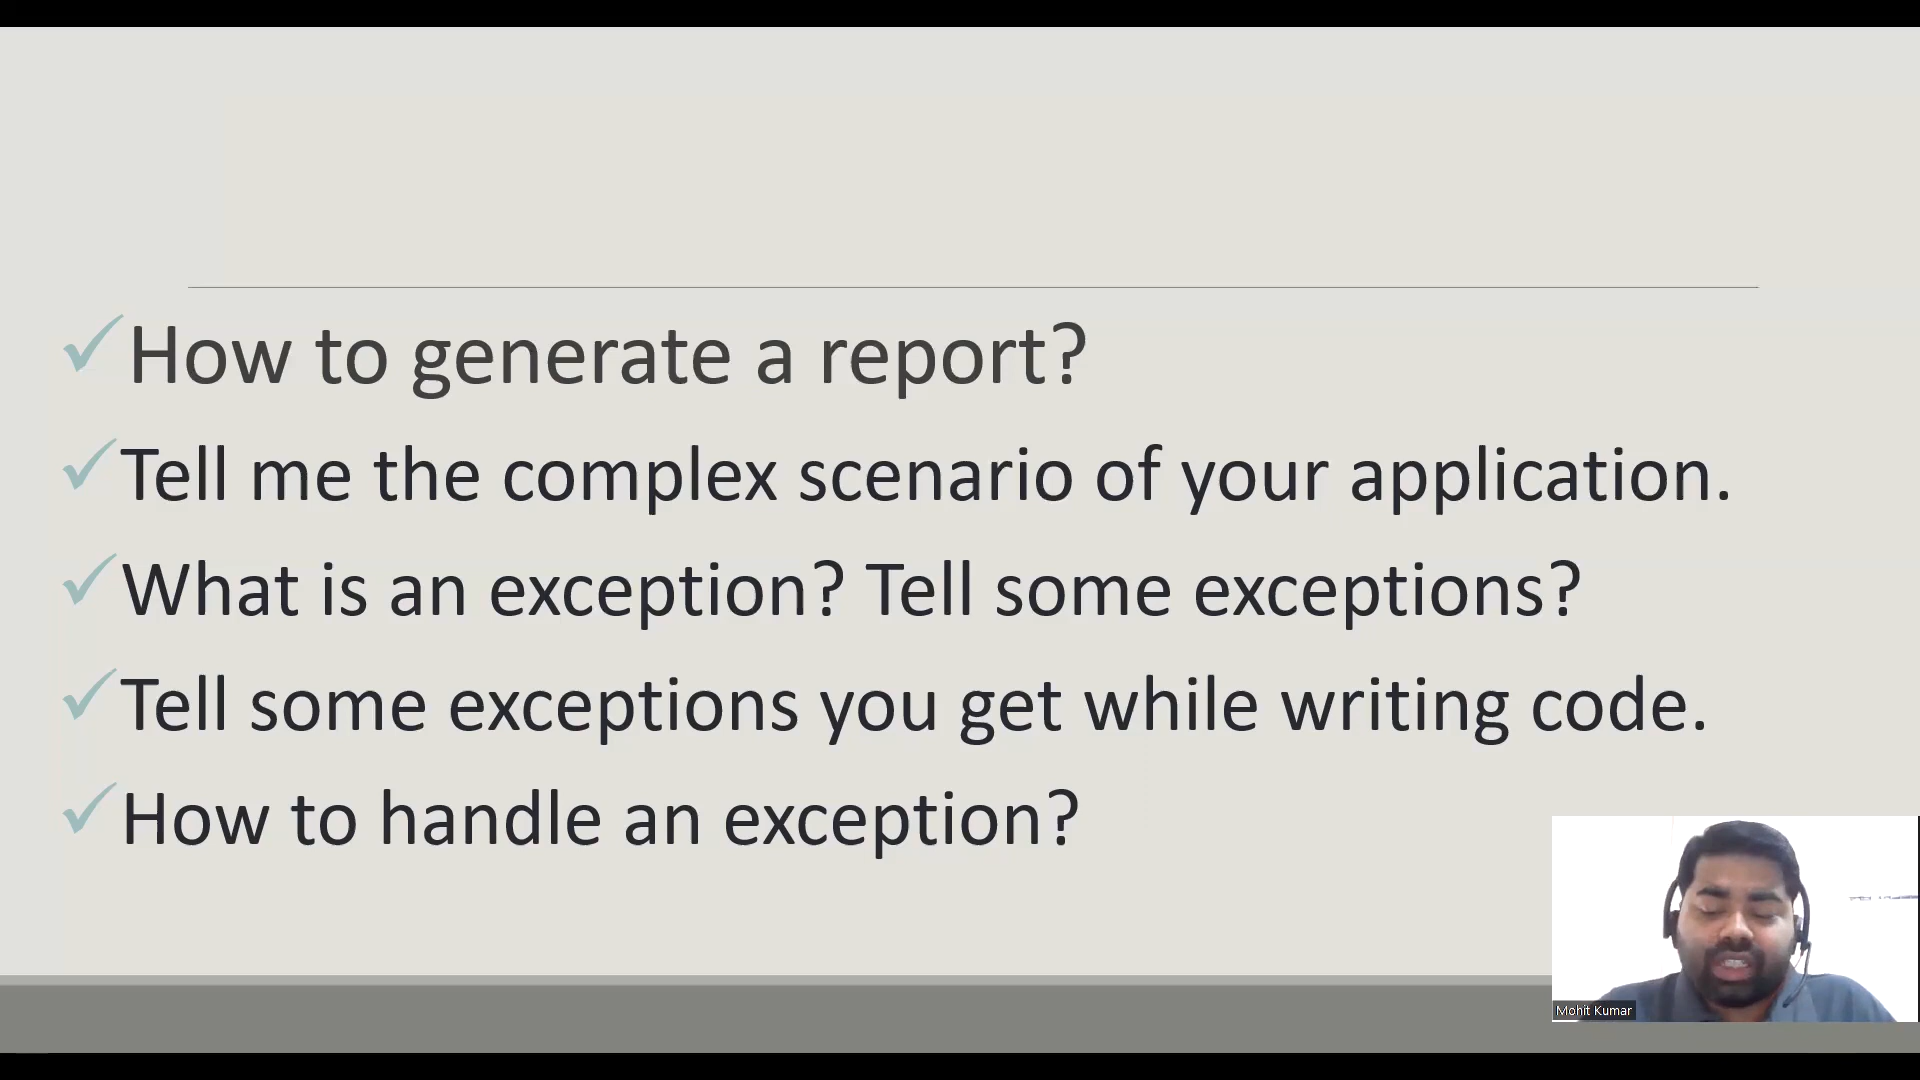 How to generate a report?
Tell me the complex scenario of your application.
What is an exception? Tell some exceptions?
Tell some exceptions you get while writing code.
How to handle an exception?
Mohit Kumar